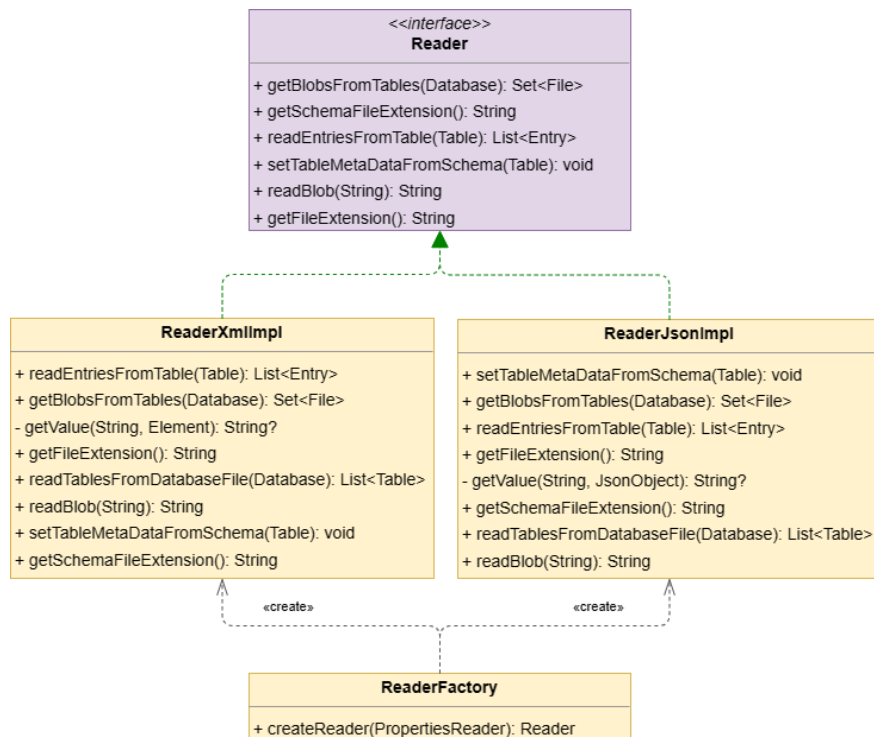 <<interface>>
Reader
+ getBlobsFromTables(Database): Set<File>
+ getSchemaFileExtension(): String
+ readEntriesFromTable(Table): List<Entry>
+ setTableMetaDataFromSchema(Table): void
+ readBlob(String): String
+ getFileExtension(): String
ReaderXmlImpl
+ readEntriesFromTable(Table): List<Entry>
+ getBlobsFromTables(Database): Set<File>
- getValue(String, Element): String?
+ getFileExtension(): String
+ readTablesFromDatabaseFile(Database): List<Table>
+ readBlob(String): String
+ setTableMetaDataFromSchema(Table): void
+ getSchemaFileExtension(): String
ReaderJsonImpl
+ setTableMetaDataFromSchema(Table): void
+ getBlobsFromTables(Database): Set<File>
+ readEntriesFromTable(Table): List<Entry>
+ getFileExtension(): String
- getValue(String, JsonObject): String?
+ getSchemaFileExtension(): String
+ readTablesFromDatabaseFile(Database): List<Table>
+ readBlob(String): String
«create»
«create»
ReaderFactory
+ createReader(PropertiesReader): Reader